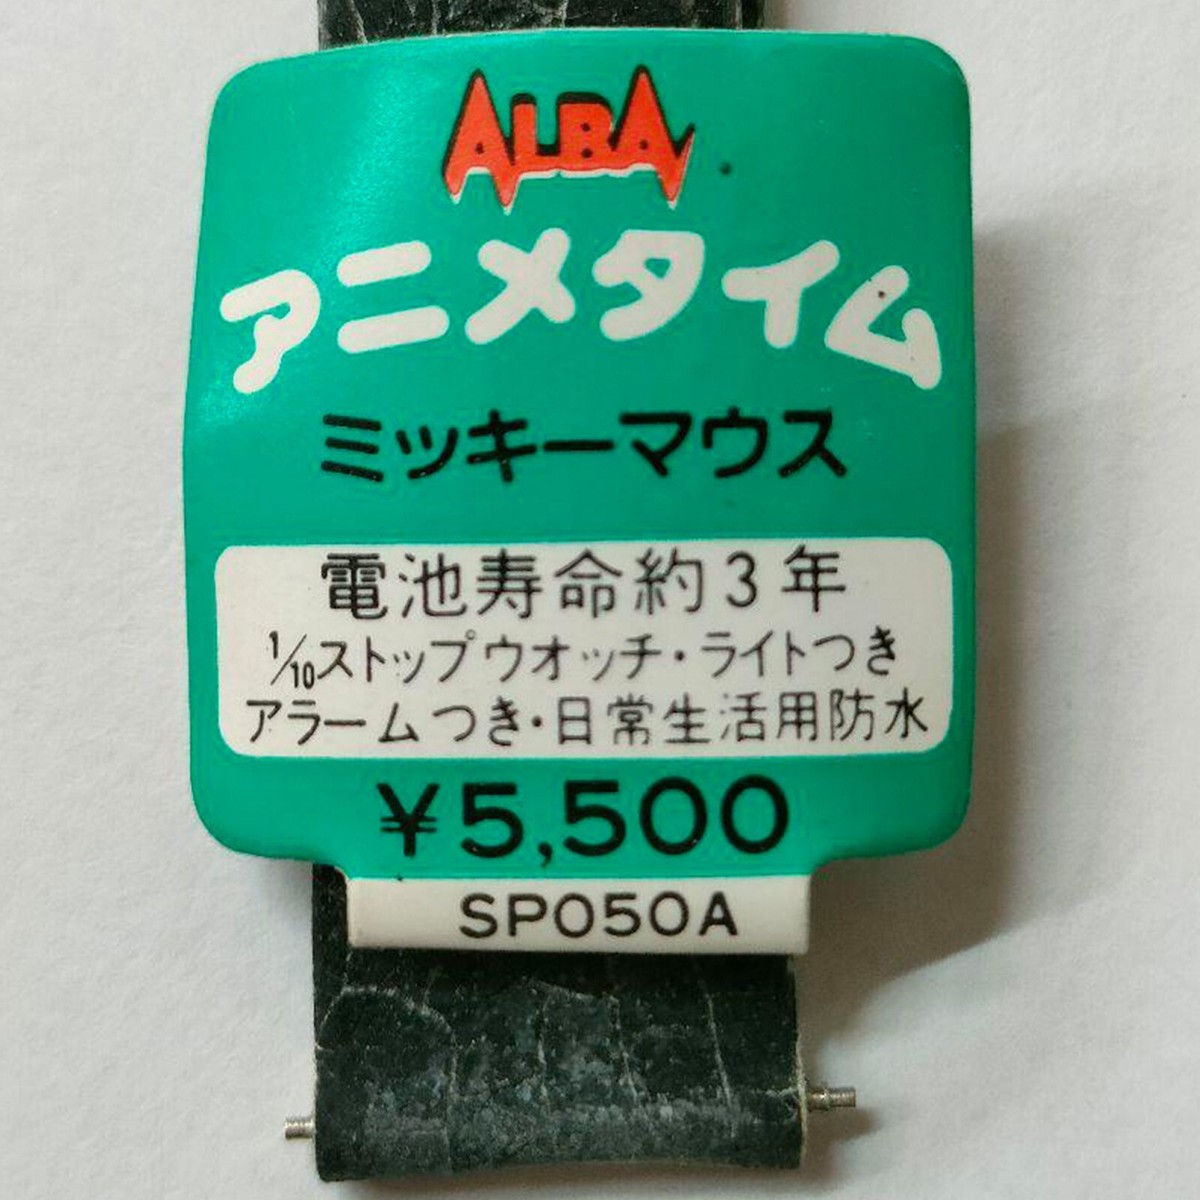 ALBA
アニメタイム
ミッキーマウス
電池寿命約3年
1/10ストップウオッチ・ライトつき
アラームつき・日常生活用防水
¥5,500
SP050A